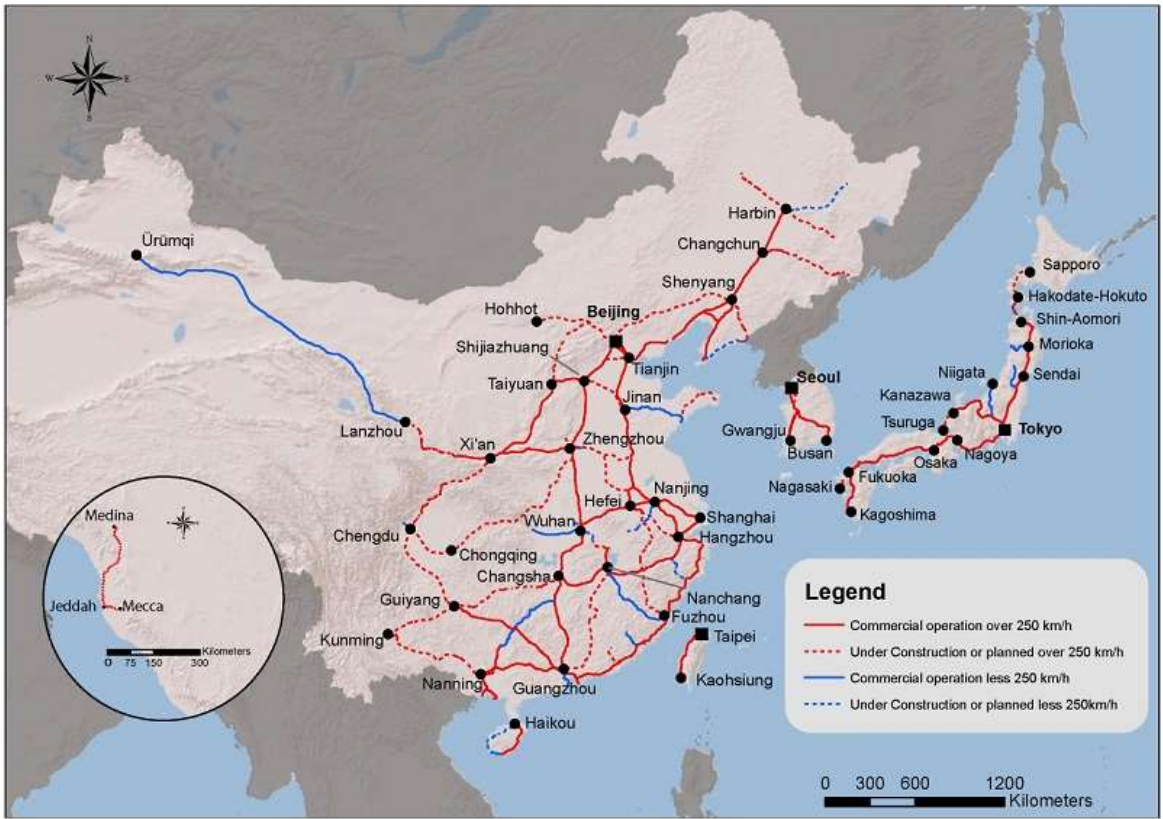 N
W
E
S
Ürümqi
Harbin
Changchun
Shenyang
Hohhot
Beijing
Shijiazhuang
Tianjin
Taiyuan
Jinan
Lanzhou
Xi'an
Zhengzhou
Hefei
Nanjing
Shanghai
Wuhan
Hangzhou
Chengdu
Chongqing
Changsha
Nanchang
Guiyang
Fuzhou
Kunming
Taipei
Nanning
Guangzhou
Kaohsiung
Haikou
Seoul
Gwangju
Busan
Sapporo
Hakodate-Hokuto
Shin-Aomori
Morioka
Niigata
Sendai
Kanazawa
Tsuruga
Tokyo
Nagoya
Osaka
Fukuoka
Nagasaki
Kagoshima
Medina
Jeddah
Mecca
Kilometers
0 75 150 300
Legend
Commercial operation over 250 km/h
Under Construction or planned over 250 km/h
Commercial operation less 250 km/h
Under Construction or planned less 250km/h
0 300 600 1200
Kilometers